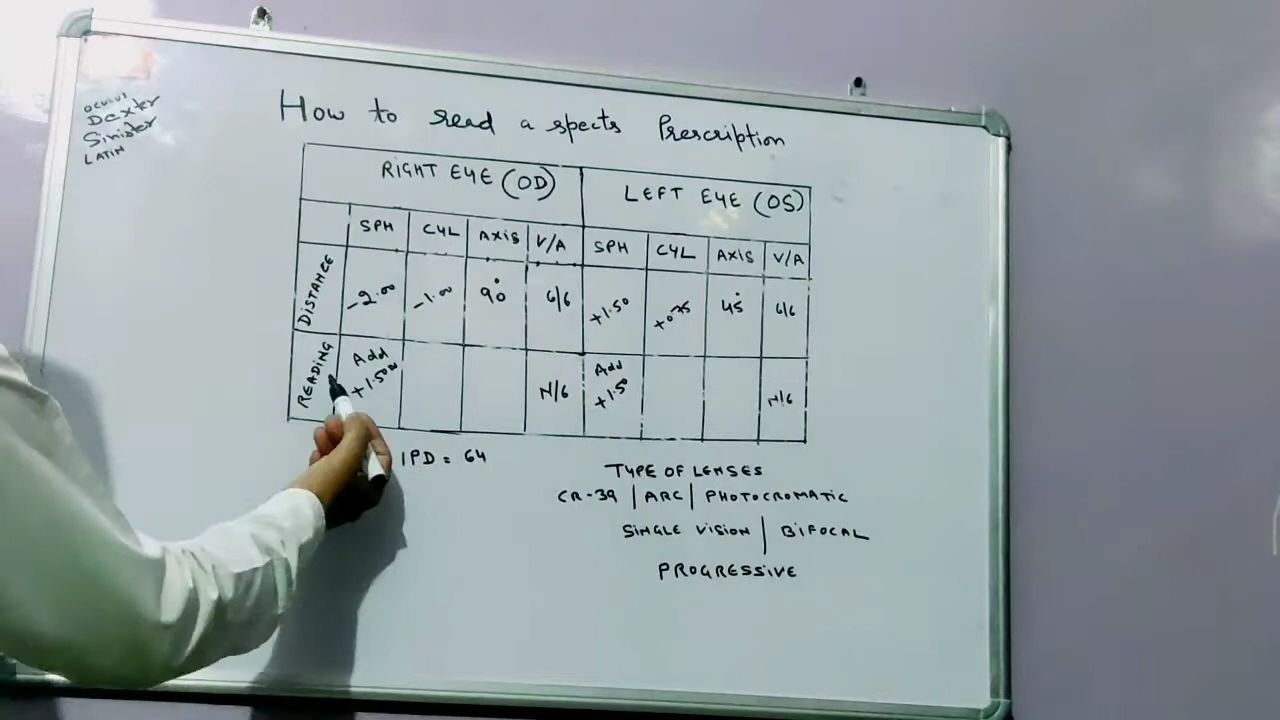 OCULUS
Dexter
Sinister
LATIN
How to read a spects Prescription
RIGHT EYE (OD) LEFT EYE (OS)
SPH CYL AXIS V/A SPH CYL AXIS V/A
DISTANCE -2.00 -1.00 90° 6/6 +1.50 +0.75 45° 6/6
READING Add +1.50 N/6 Add +1.50 N/6
IPD = 64
TYPE OF LENSES
CR-39 | ARC | PHOTOCROMATIC
SINGLE VISION | BIFOCAL
PROGRESSIVE